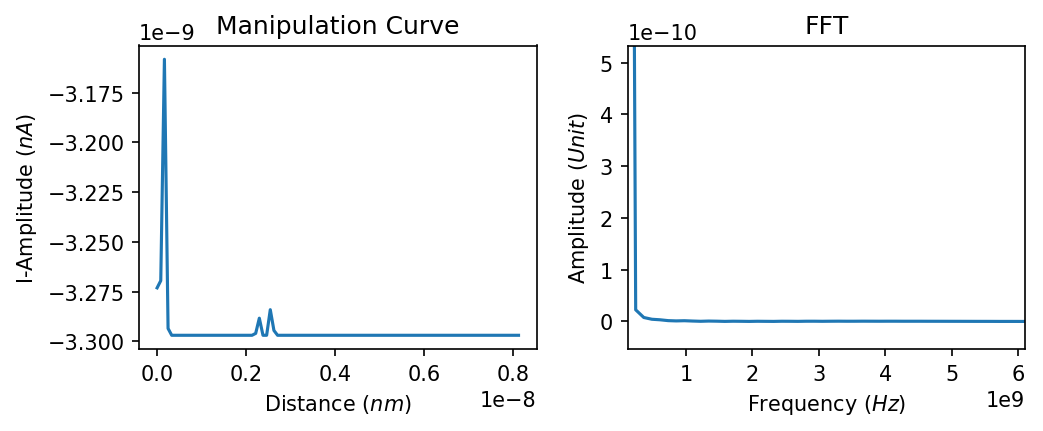 Manipulation Curve
1e−9
I-Amplitude (nA)
−3.175
−3.200
−3.225
−3.250
−3.275
−3.300
0.0 0.2 0.4 0.6 0.8
1e−8
Distance (nm)
FFT
1e−10
Amplitude (Unit)
5
4
3
2
1
0
1 2 3 4 5 6
1e9
Frequency (Hz)